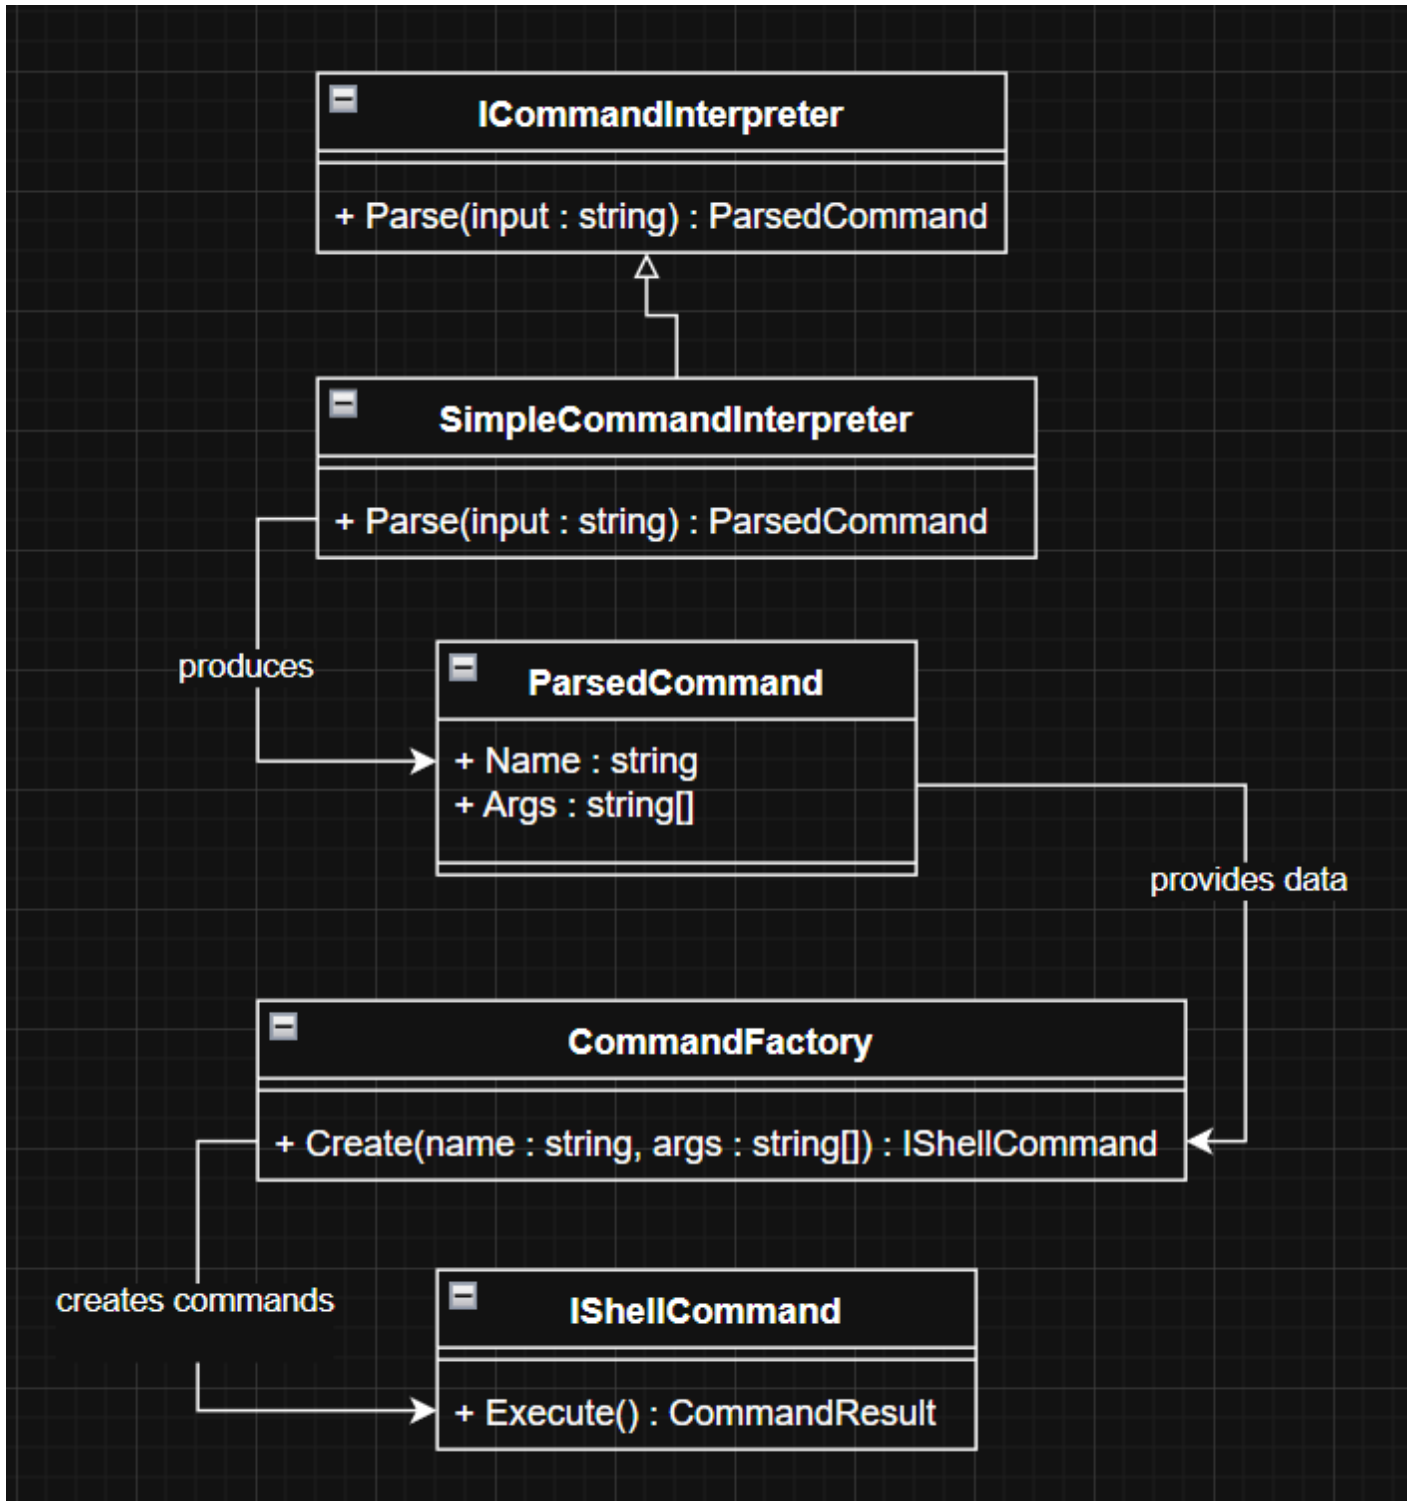 ICommandInterpreter
+ Parse(input : string) : ParsedCommand
SimpleCommandInterpreter
+ Parse(input : string) : ParsedCommand
produces
ParsedCommand
+ Name : string
+ Args : string[]
provides data
CommandFactory
+ Create(name : string, args : string[]) : IShellCommand
creates commands
IShellCommand
+ Execute() : CommandResult